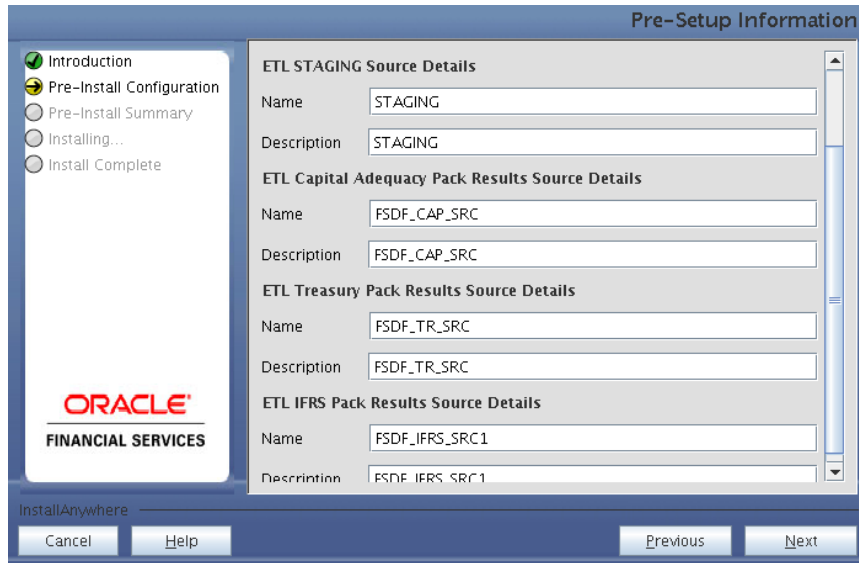 Pre-Setup Information
Introduction
Pre-Install Configuration
Pre-Install Summary
Installing...
Install Complete
ORACLE
FINANCIAL SERVICES
ETL STAGING Source Details
Name STAGING
Description STAGING
ETL Capital Adequacy Pack Results Source Details
Name FSDF_CAP_SRC
Description FSDF_CAP_SRC
ETL Treasury Pack Results Source Details
Name FSDF_TR_SRC
Description FSDF_TR_SRC
ETL IFRS Pack Results Source Details
Name FSDF_IFRS_SRC1
Description FSDF_IFRS_SRC1
InstallAnywhere
Cancel Help Previous Next